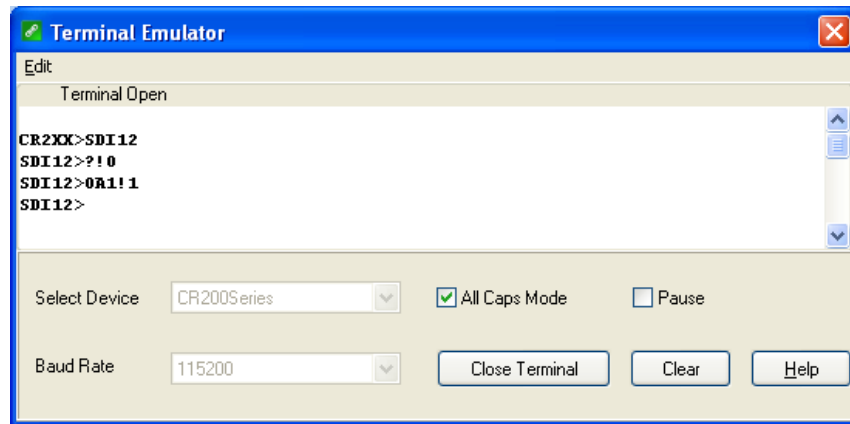 Terminal Emulator
Edit
Terminal Open
CR2XX>SDI12
SDI12>?!0
SDI12>0A1!1
SDI12>
Select Device CR200Series All Caps Mode Pause
Baud Rate 115200 Close Terminal Clear Help